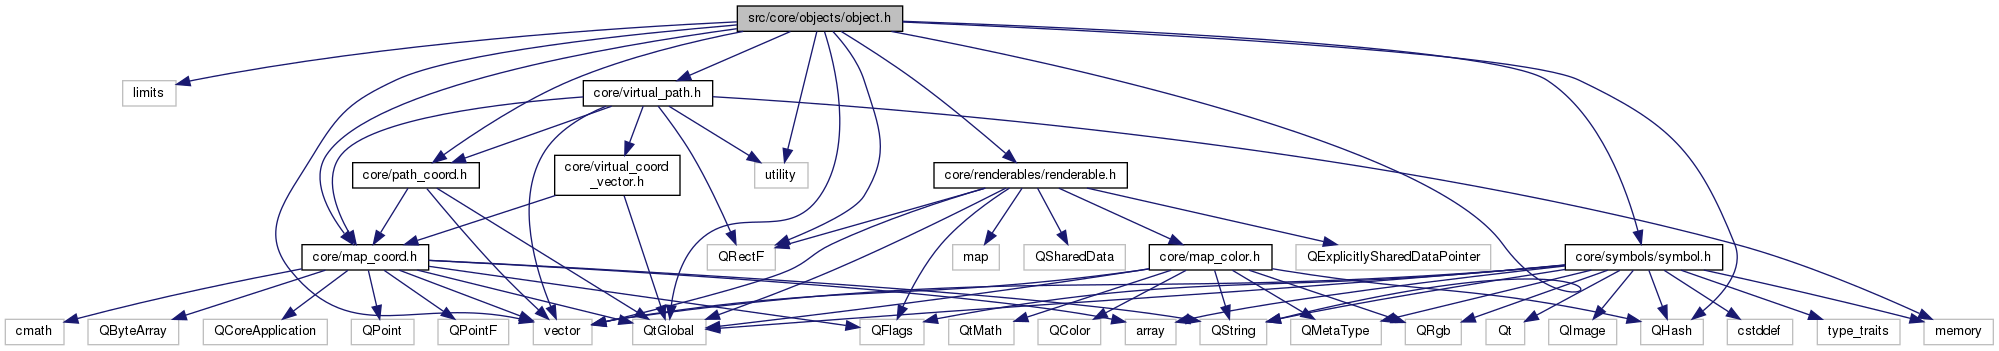 src/core/objects/object.h
limits
core/virtual_path.h
core/path_coord.h
core/virtual_coord
_vector.h
utility
core/renderables/renderable.h
core/map_coord.h
QRectF
map
QSharedData
core/map_color.h
QExplicitlySharedDataPointer
core/symbols/symbol.h
cmath
QByteArray
QCoreApplication
QPoint
QPointF
vector
QtGlobal
QFlags
QtMath
QColor
array
QString
QMetaType
QRgb
Qt
QImage
QHash
cstddef
type_traits
memory